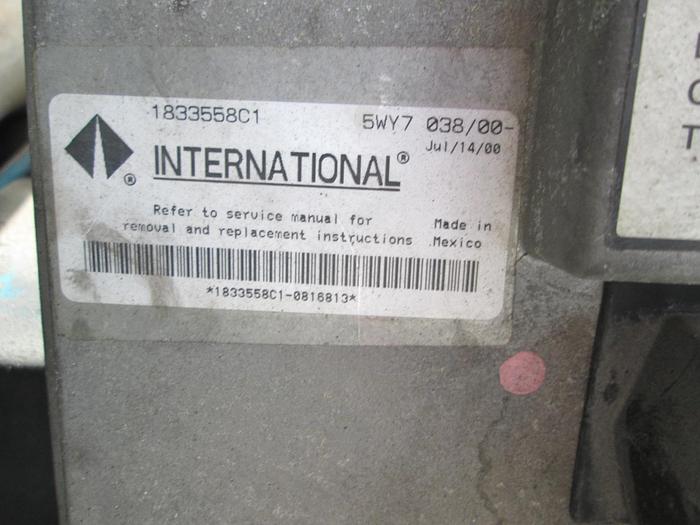 1833558C1
5WY7 038/00-
Jul/14/00
INTERNATIONAL®
®
Refer to service manual for
removal and replacement instructions
Made in
Mexico
*1833558C1-0816813*